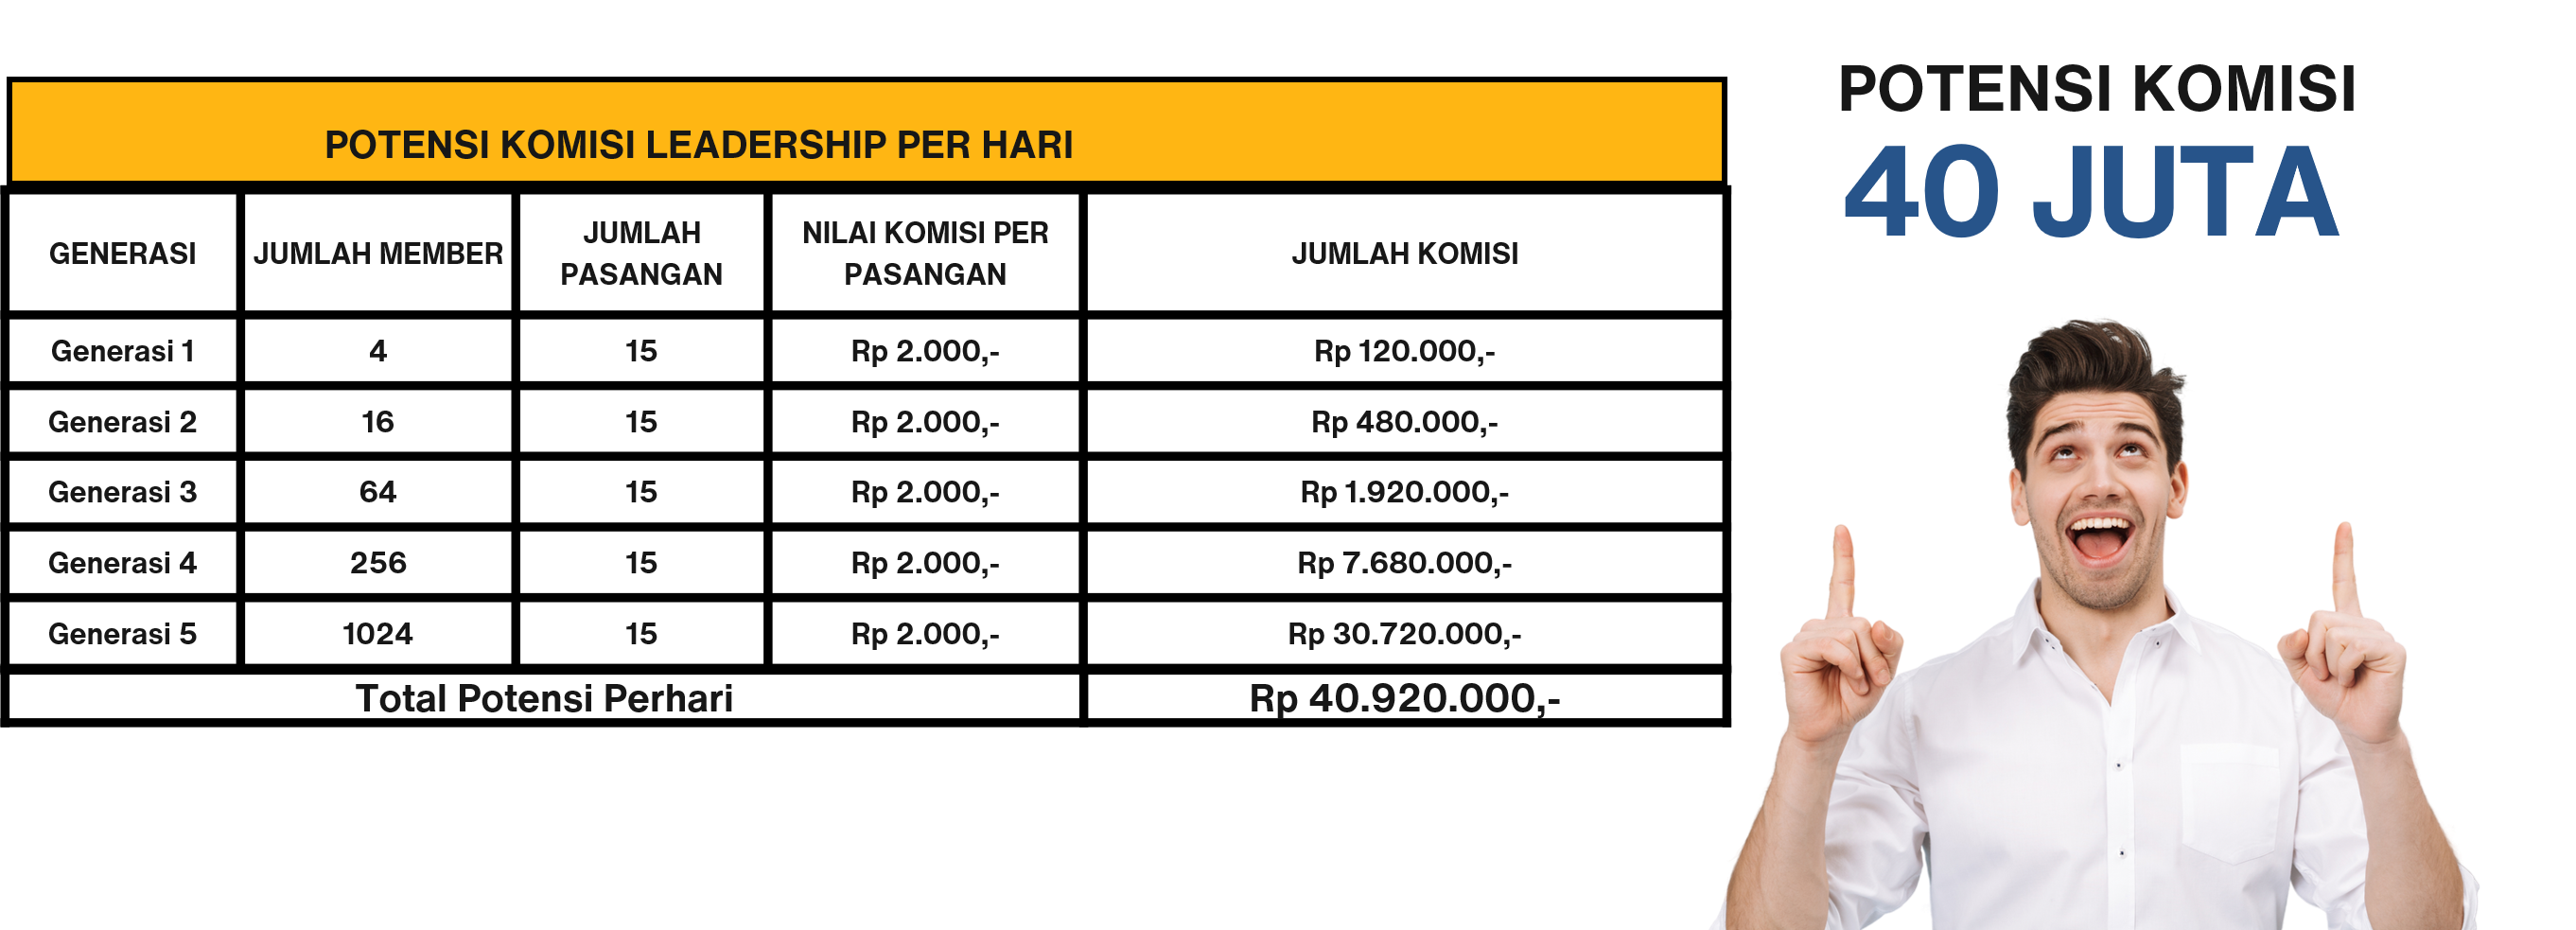 POTENSI KOMISI LEADERSHIP PER HARI
GENERASI JUMLAH MEMBER JUMLAH PASANGAN NILAI KOMISI PER PASANGAN JUMLAH KOMISI
Generasi 1 4 15 Rp 2.000,- Rp 120.000,-
Generasi 2 16 15 Rp 2.000,- Rp 480.000,-
Generasi 3 64 15 Rp 2.000,- Rp 1.920.000,-
Generasi 4 256 15 Rp 2.000,- Rp 7.680.000,-
Generasi 5 1024 15 Rp 2.000,- Rp 30.720.000,-
Total Potensi Perhari Rp 40.920.000,-
POTENSI KOMISI
40 JUTA